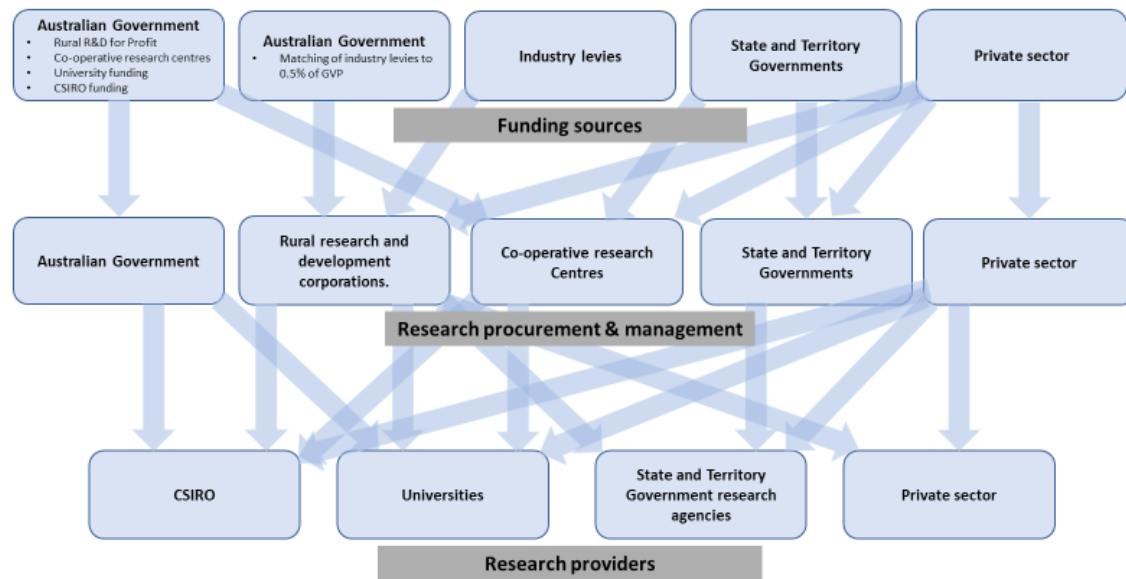 Australian Government
• Rural R&D for Profit
• Co-operative research centres
• University funding
• CSIRO funding
Australian Government
• Matching of industry levies to
0.5% of GVP
Industry levies
State and Territory
Governments
Private sector
Funding sources
Australian Government
Rural research and
development
corporations.
Co-operative research
Centres
State and Territory
Governments
Private sector
Research procurement & management
CSIRO
Universities
State and Territory
Government research
agencies
Private sector
Research providers